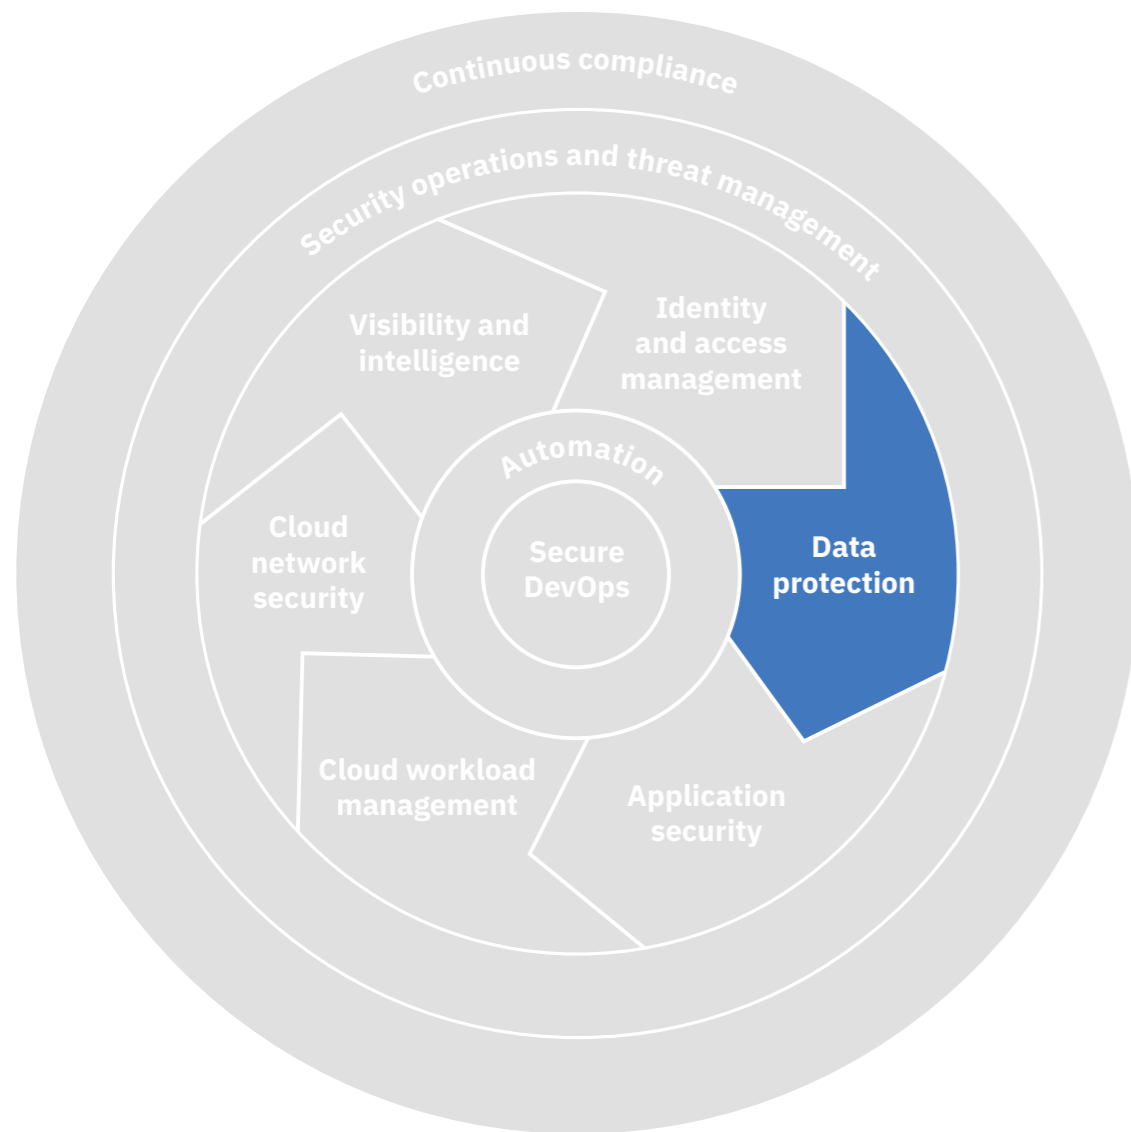 Continuous compliance
Security operations and threat management
Visibility and
intelligence
Identity
and access
management
Automation
Secure
DevOps
Cloud
network
security
Data
protection
Cloud workload
management
Application
security